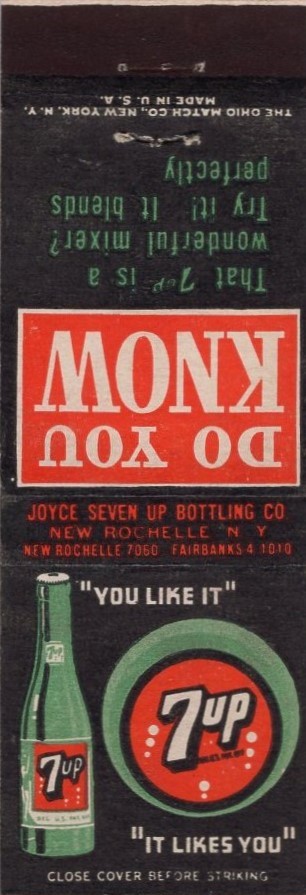 THE OHIO MATCH CO., NEW YORK, N. Y.
MADE IN U. S. A.
DO YOU
KNOW
That 7up is a
wonderful mixer?
Try it! It blends
perfectly
JOYCE SEVEN UP BOTTLING CO
NEW ROCHELLE N Y
NEW ROCHELLE 7060 FAIRBANKS 4 1010
"YOU LIKE IT"
7up
7up
7up
"IT LIKES YOU"
CLOSE COVER BEFORE STRIKING